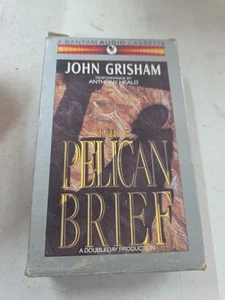 A BANTAM AUDIO CASSETTE
JOHN GRISHAM
PERFORMANCE BY
ANTHONY HEALD
THE
PELICAN
BRIEF
A DOUBLEDAY PRODUCTION